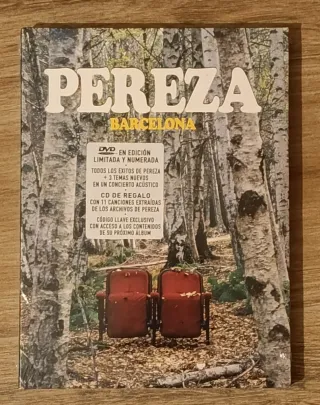 PEREZA
BARCELONA
DVD VIDEO EN EDICIÓN
LIMITADA Y NUMERADA
TODOS LOS ÉXITOS DE PEREZA
+ 3 TEMAS NUEVOS
EN UN CONCIERTO ACÚSTICO
CD DE REGALO
CON 11 CANCIONES EXTRAÍDAS
DE LOS ARCHIVOS DE PEREZA
CÓDIGO LLAVE EXCLUSIVO
CON ACCESO A LOS CONTENIDOS
DE SU PRÓXIMO ÁLBUM